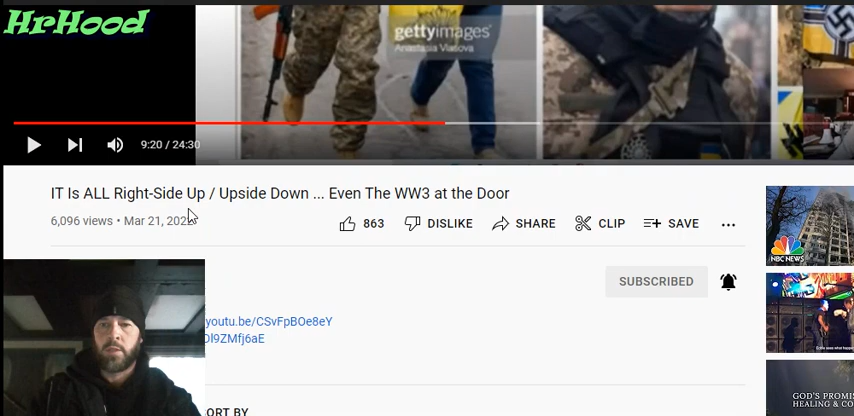 HrHood
gettyimages®
Anastasia Vlasova
9:20 / 24:30
IT Is ALL Right-Side Up / Upside Down ... Even The WW3 at the Door
6,096 views • Mar 21, 202
863
DISLIKE
SHARE
CLIP
SAVE
SUBSCRIBED
NBC NEWS
youtu.be/CSvFpBOe8eY
OI9ZMfj6aE
GOD'S PROMIS
HEALING & CO
ORT BY